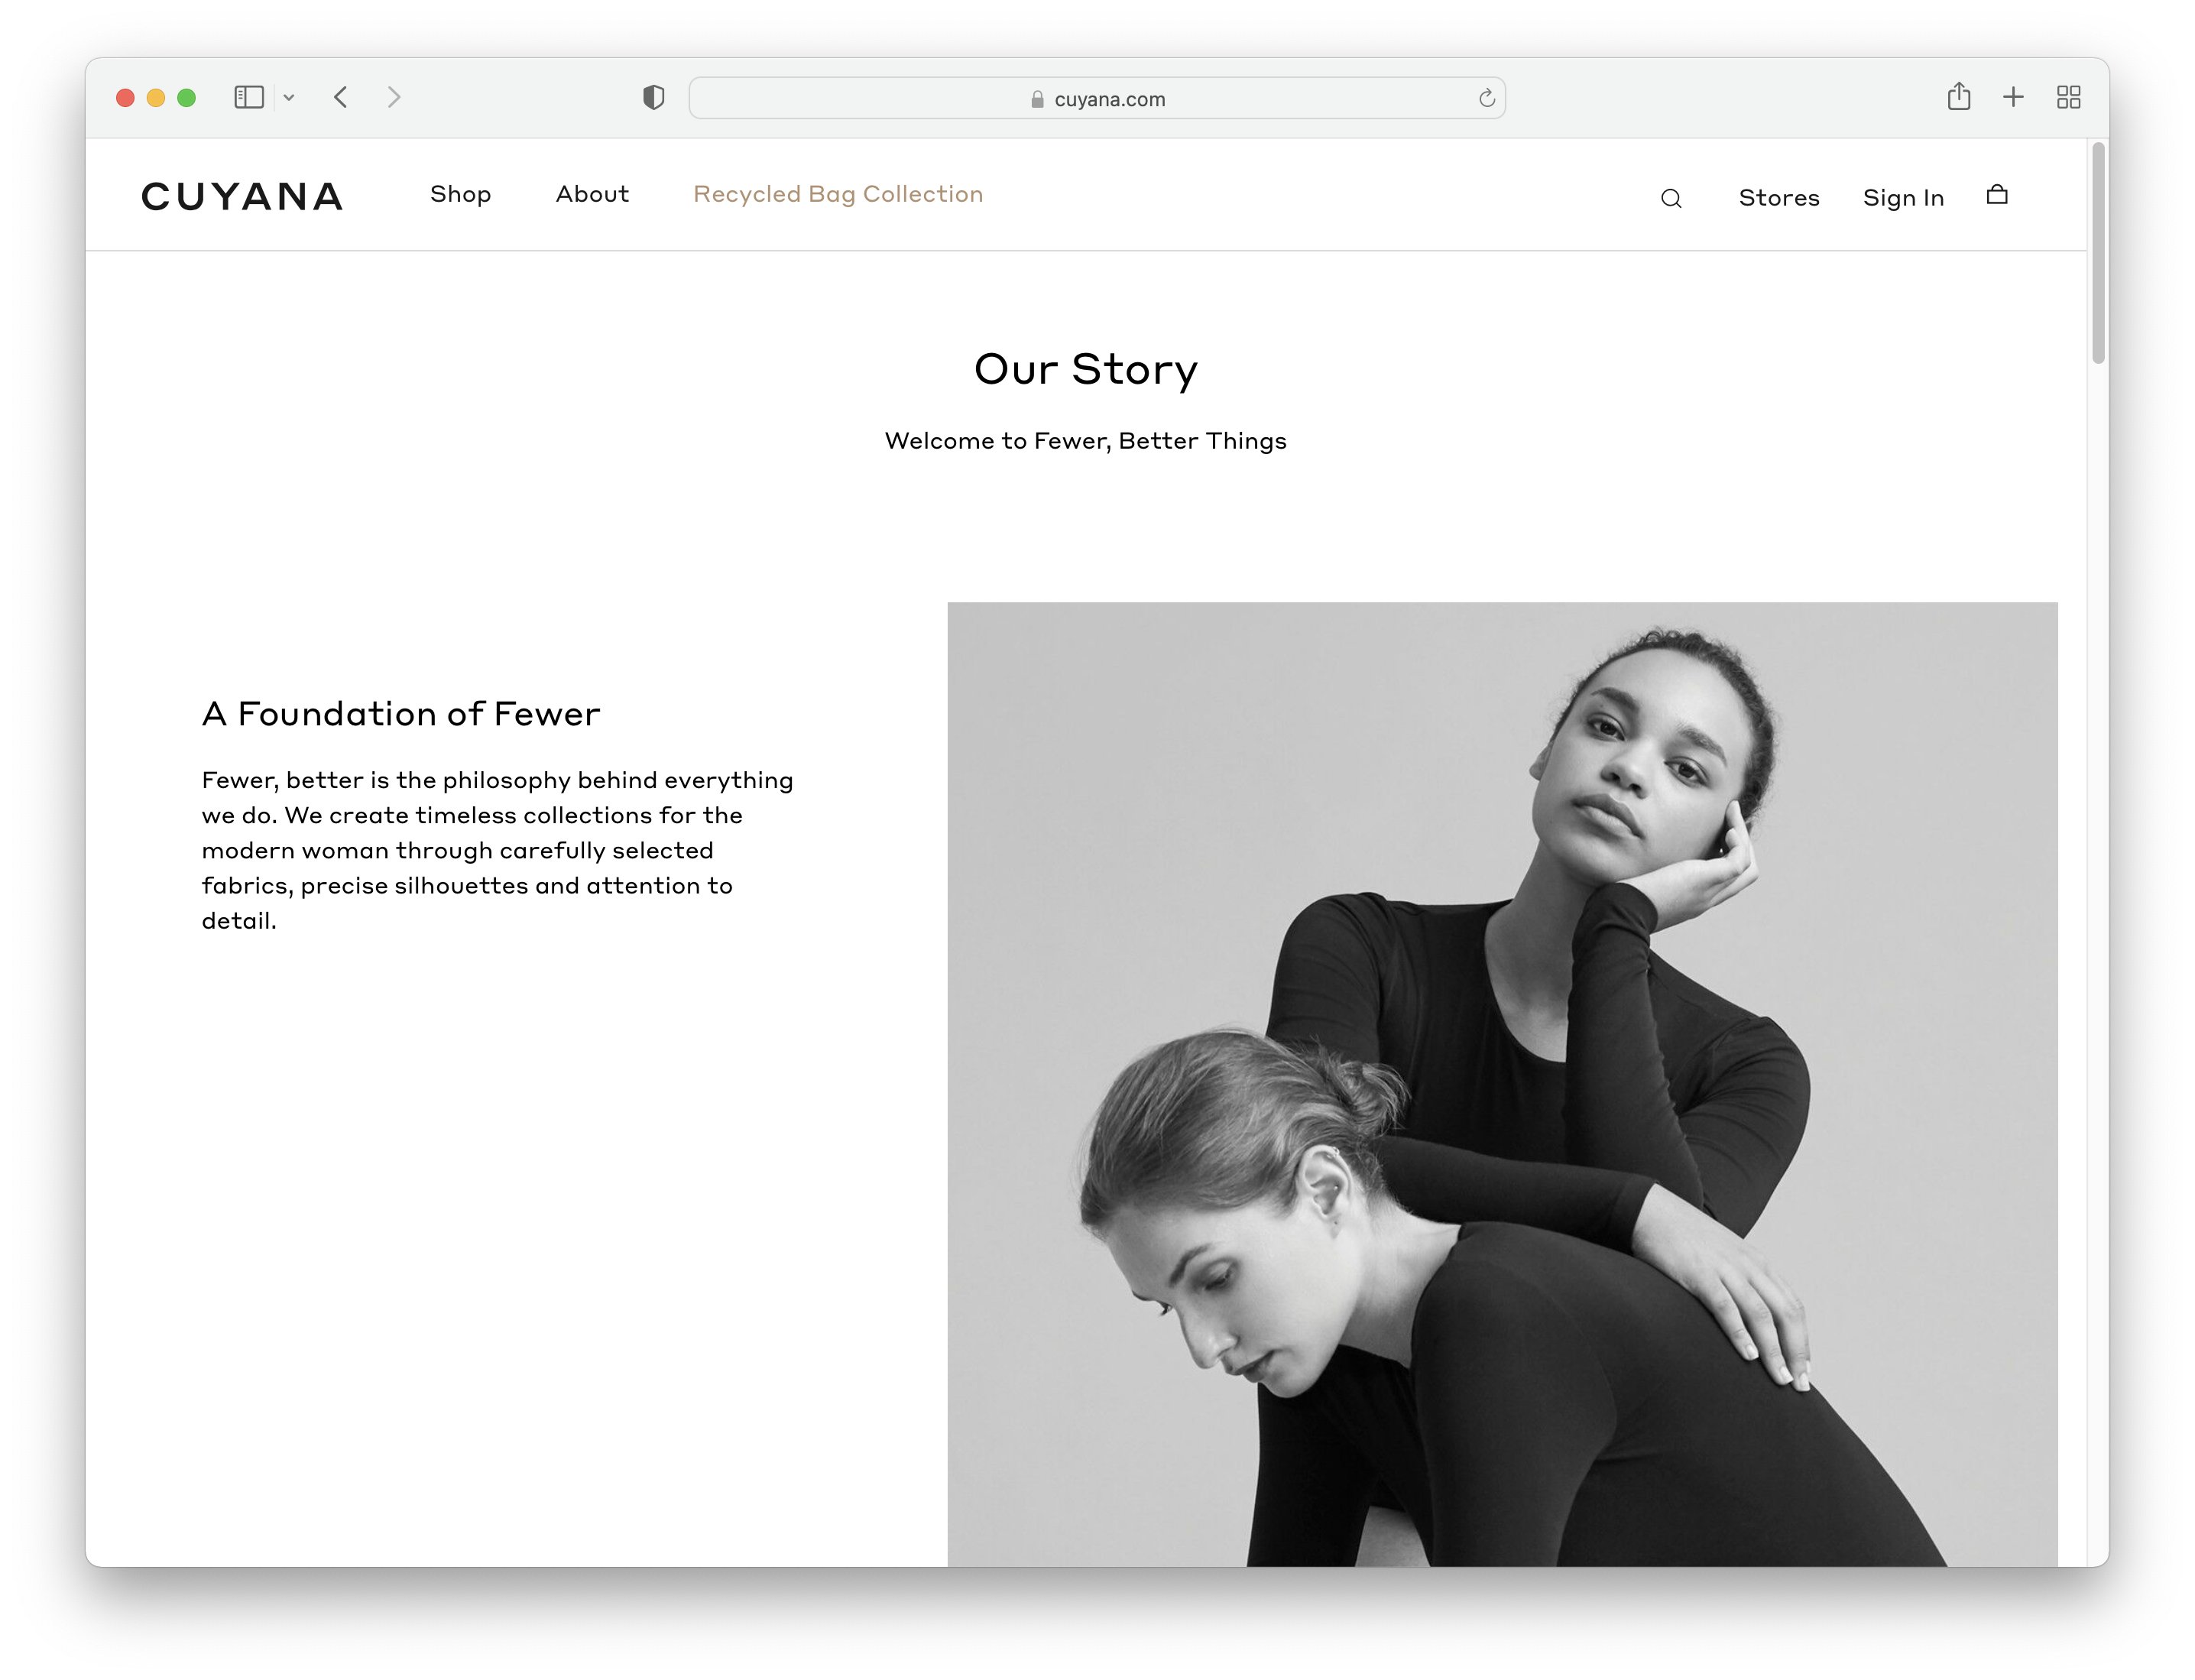 cuyana.com
CUYANA
Shop
About
Recycled Bag Collection
Stores
Sign In
Our Story
Welcome to Fewer, Better Things
A Foundation of Fewer
Fewer, better is the philosophy behind everything
we do. We create timeless collections for the
modern woman through carefully selected
fabrics, precise silhouettes and attention to
detail.